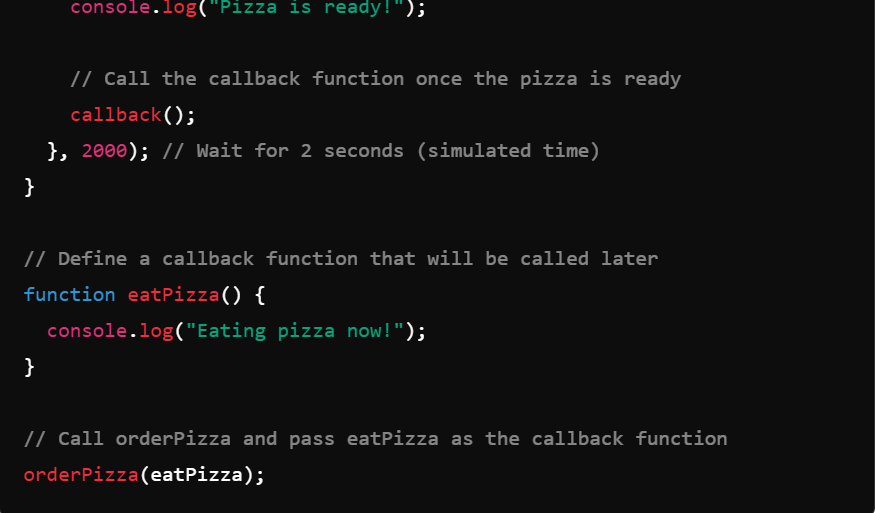 console.log("Pizza is ready!");
// Call the callback function once the pizza is ready
callback();
}, 2000); // Wait for 2 seconds (simulated time)
}
// Define a callback function that will be called later
function eatPizza() {
console.log("Eating pizza now!");
}
// Call orderPizza and pass eatPizza as the callback function
orderPizza(eatPizza);